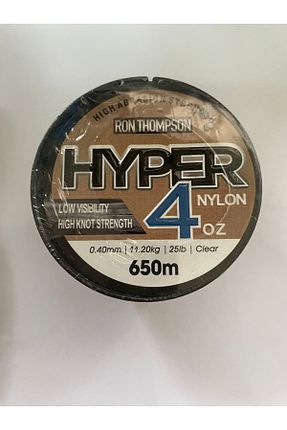 HIGH ABRASION STRENGTH
RON THOMPSON
HYPER
LOW VISIBILITY
HIGH KNOT STRENGTH
4
NYLON
OZ
0.40mm | 11.20kg | 25lb | Clear
650m